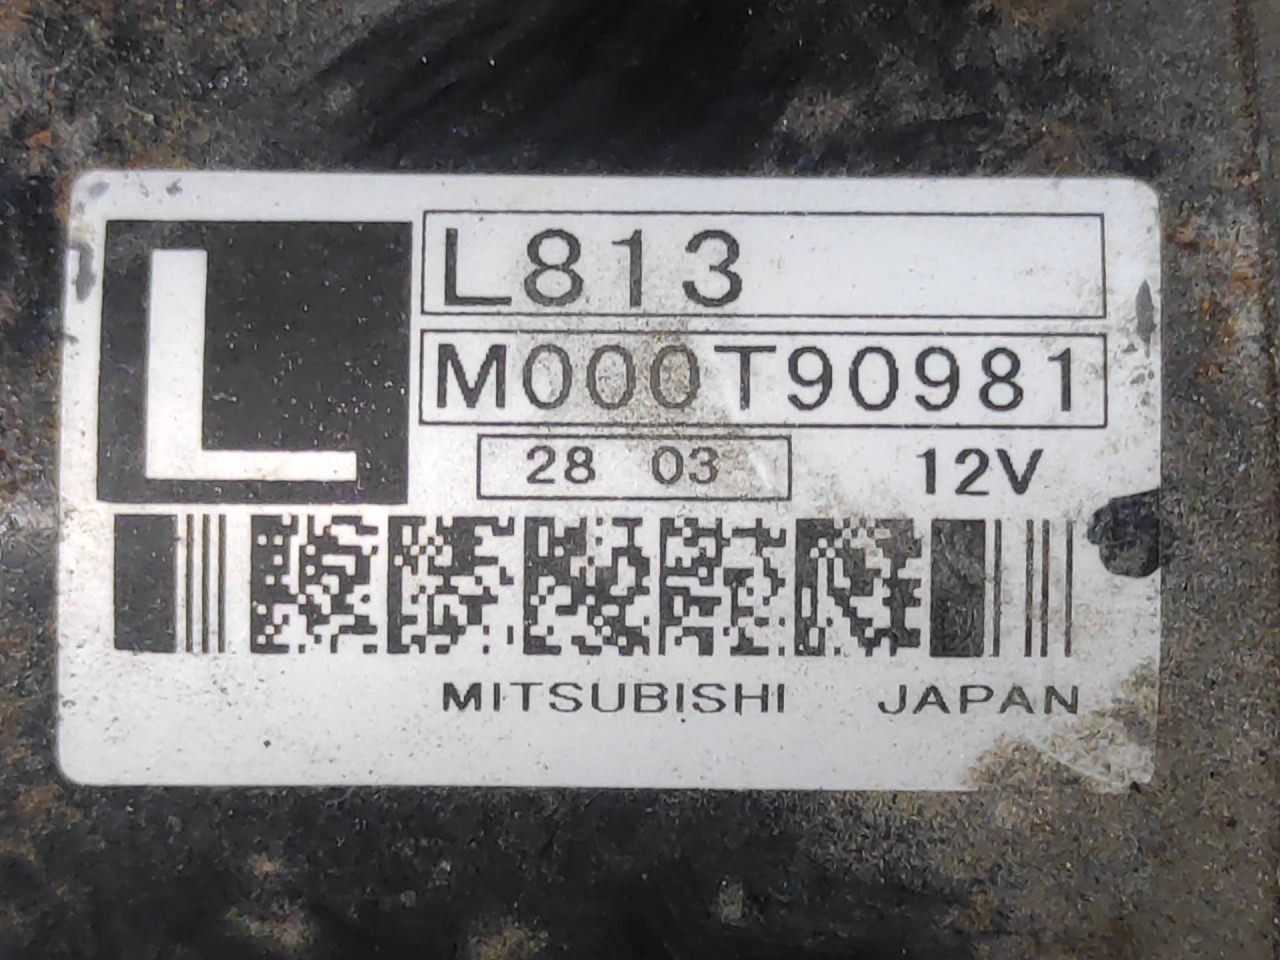 L
L813
M000T90981
28 03
12V
MITSUBISHI JAPAN